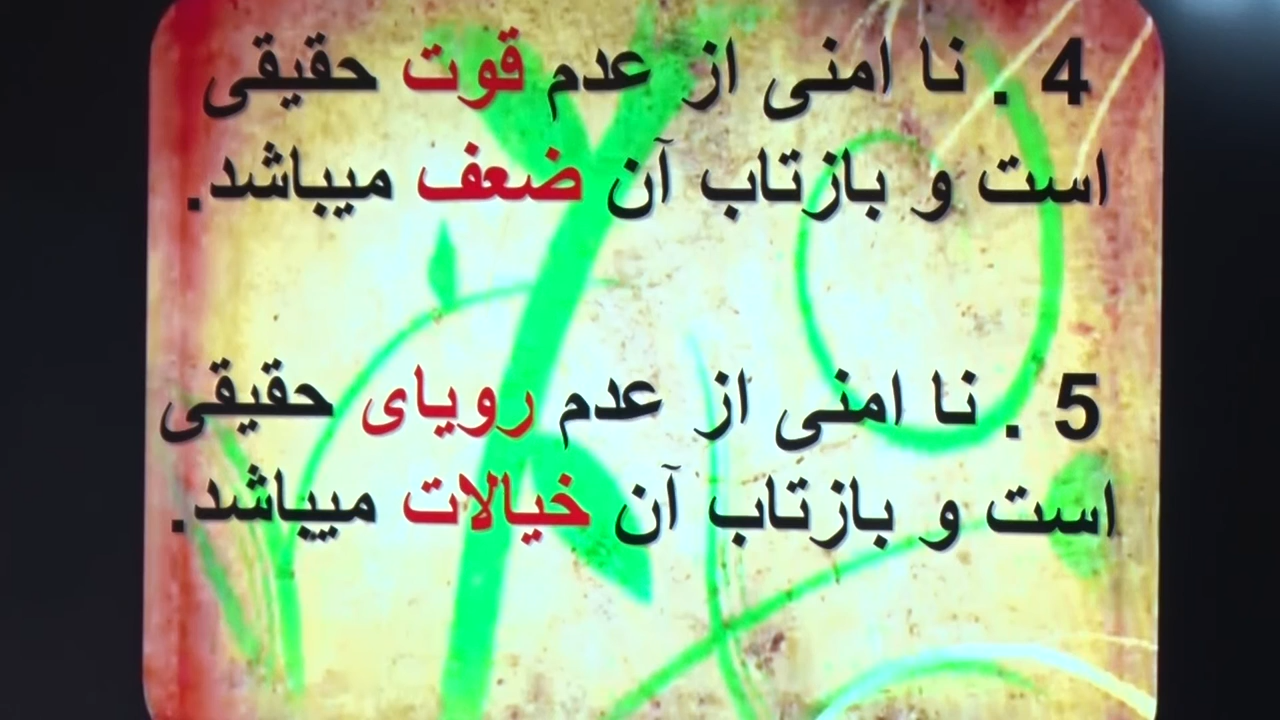 4 . نا امنی از عدم قوت حقیقی
است و بازتاب آن ضعف میباشد.
5 . نا امنی از عدم رویای حقیقی
است و بازتاب آن خیالات میباشد.